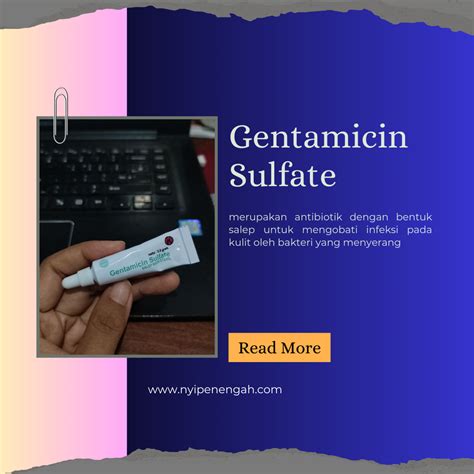 Gentamicin
Sulfate
merupakan antibiotik dengan bentuk
salep untuk mengobati infeksi pada
kulit oleh bakteri yang menyerang
Gentamicin Sulfate
Read More
www.nyipenengah.com